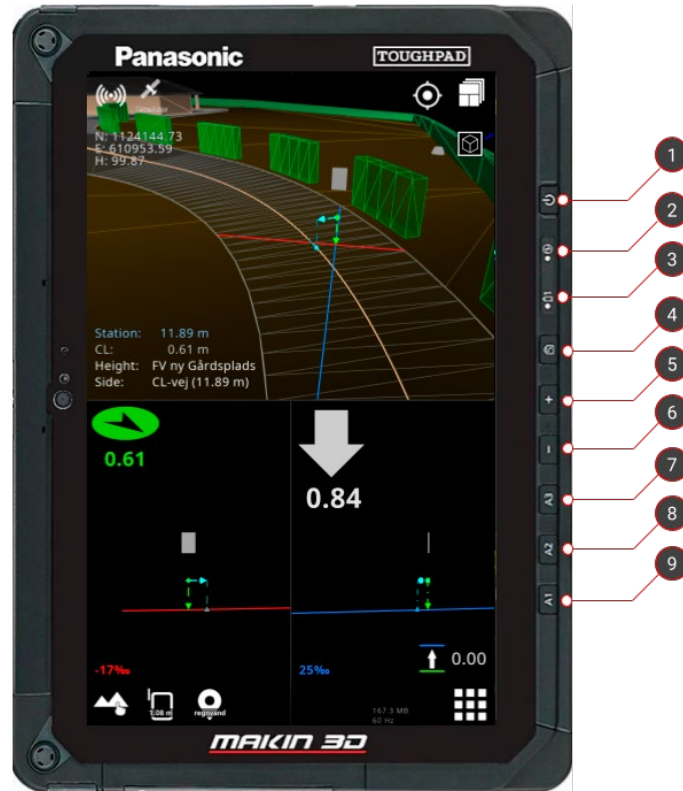 Panasonic
TOUGHPAD
N: 1124144.73
E: 610953.59
H: 99.87
Station: 11.89 m
CL: 0.61 m
Height: FV ny Gårdsplads
Side: CL-vej (11.89 m)
0.61
0.84
-17‰
25‰
0.00
1.08 m
regnvand
167.3 MB
60 Hz
MAKIN 3D
1
2
3
4
5
+
6
−
7
A3
8
A2
9
A1